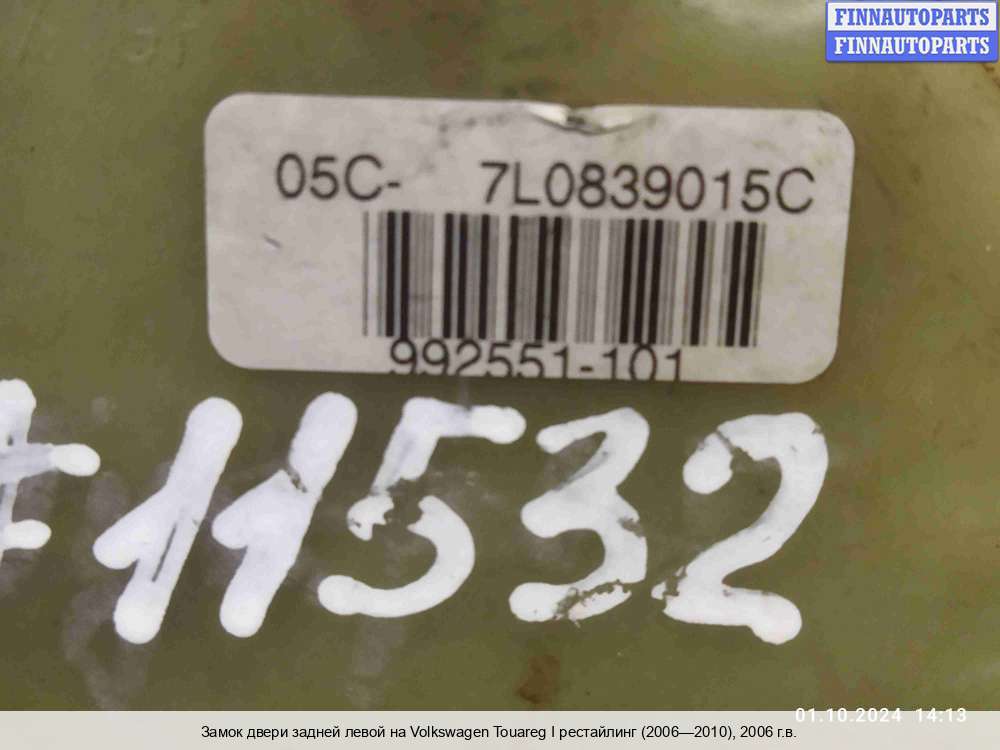 FINNAUTOPARTS
FINNAUTOPARTS
05C- 7L0839015C
992551-101
#11532
01.10.2024 14:13
Замок двери задней левой на Volkswagen Touareg I рестайлинг (2006—2010), 2006 г.в.